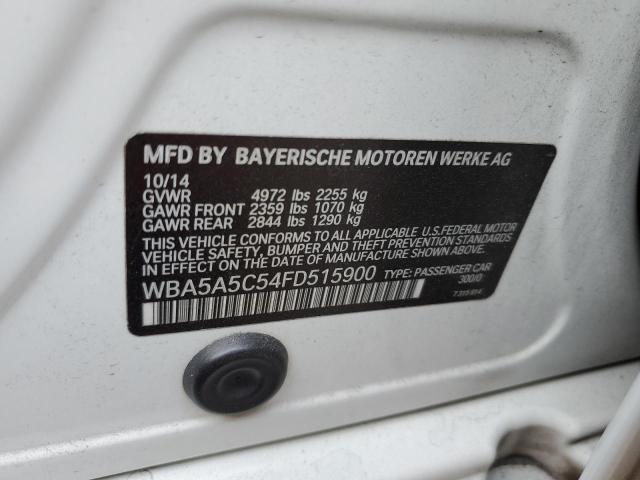 MFD BY BAYERISCHE MOTOREN WERKE AG
10/14
GVWR 4972 lbs 2255 kg
GAWR FRONT 2359 lbs 1070 kg
GAWR REAR 2844 lbs 1290 kg
THIS VEHICLE CONFORMS TO ALL APPLICABLE U.S.FEDERAL MOTOR
VEHICLE SAFETY, BUMPER AND THEFT PREVENTION STANDARDS
IN EFFECT ON THE DATE OF MANUFACTURE SHOWN ABOVE.
WBA5A5C54FD515900 TYPE: PASSENGER CAR
300/0